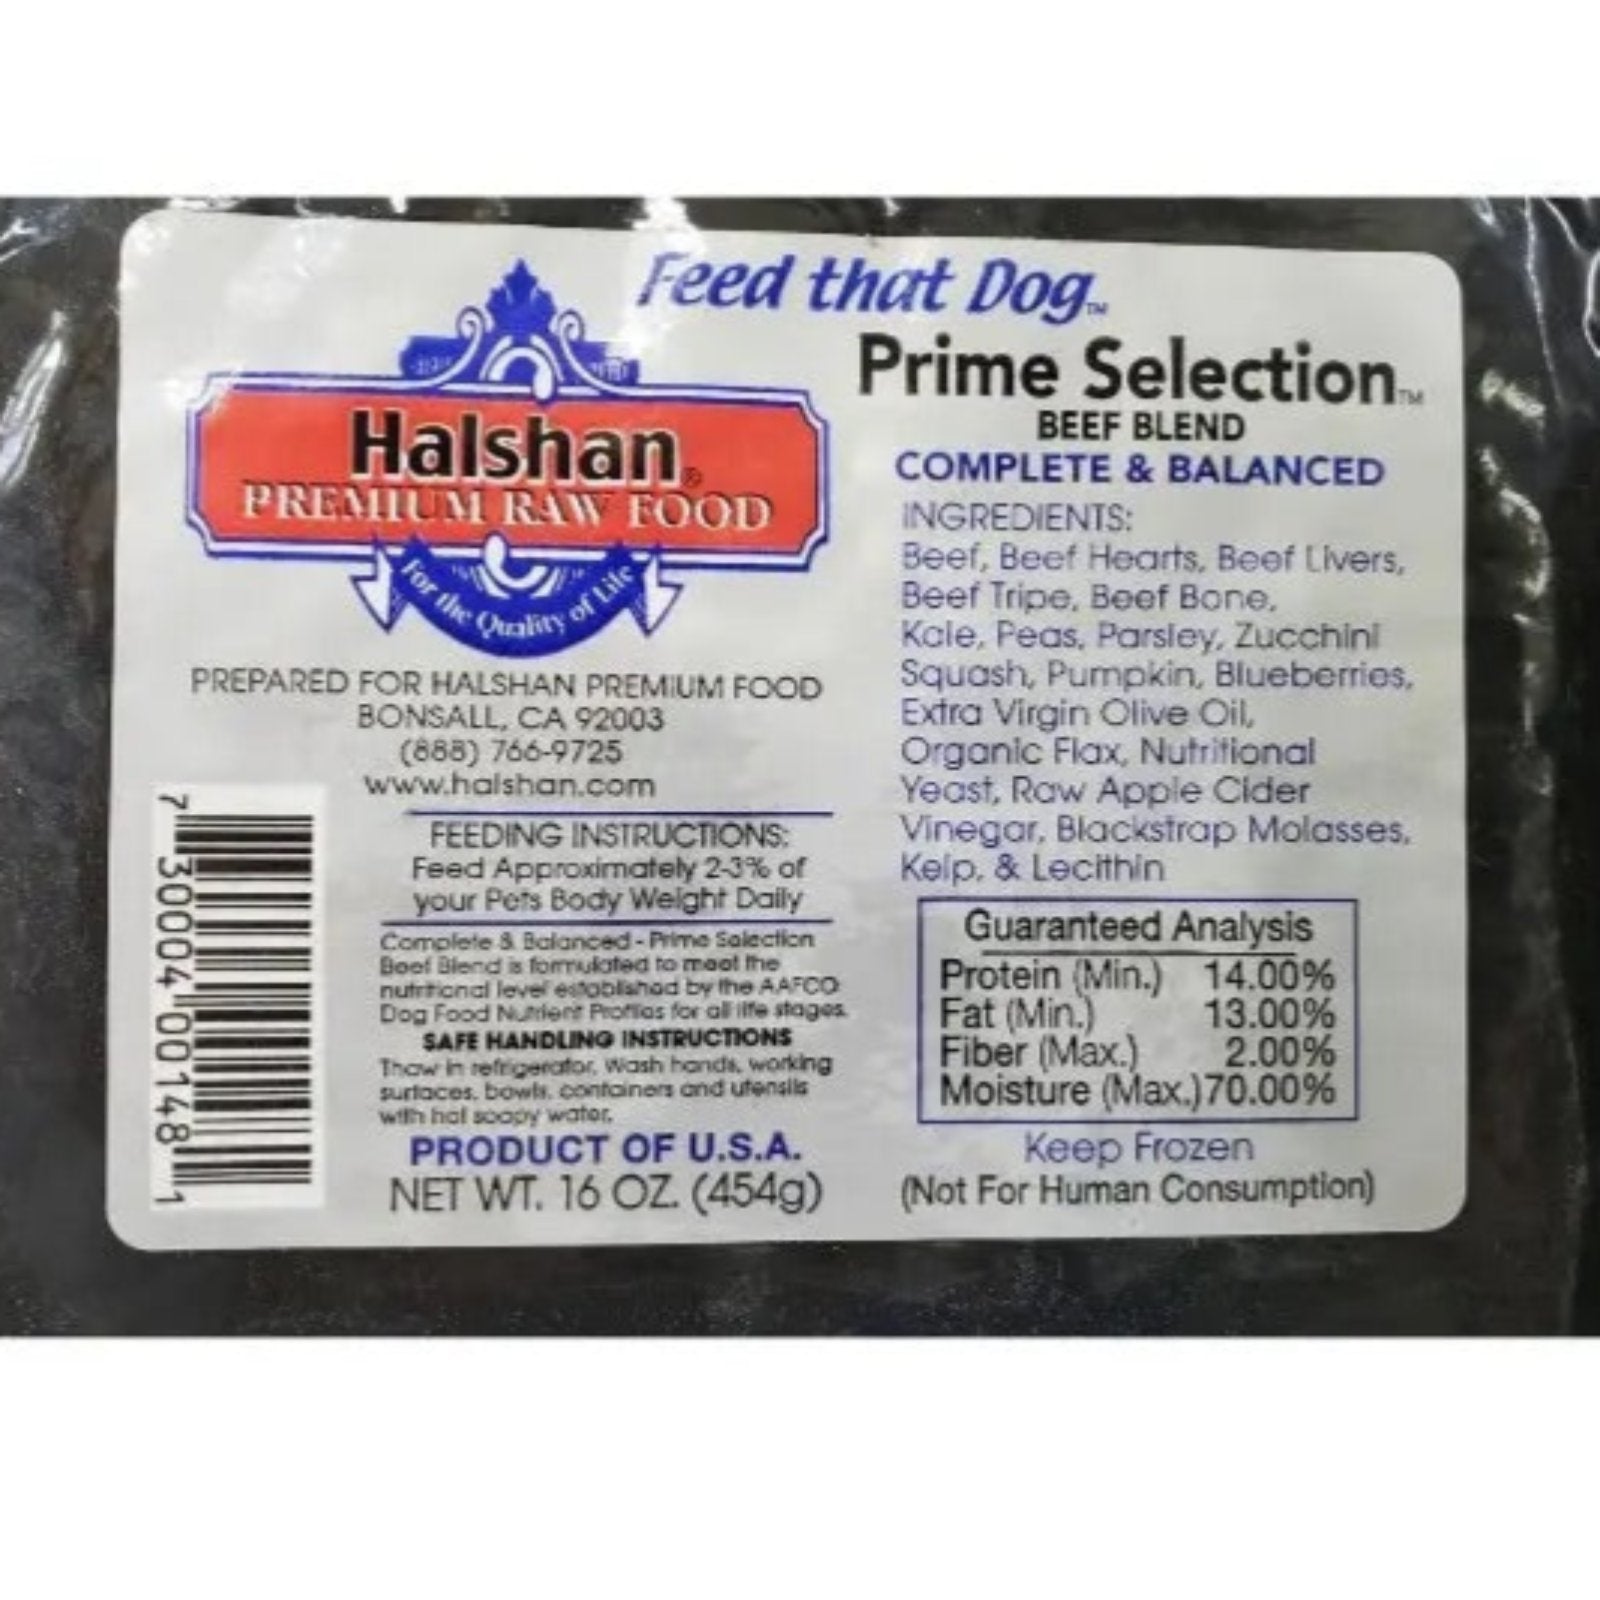 Feed that Dog™
Halshan®
PREMIUM RAW FOOD
For the Quality of Life
PREPARED FOR HALSHAN PREMIUM FOOD
BONSALL, CA 92003
(888) 766-9725
www.halshan.com
FEEDING INSTRUCTIONS:
Feed Approximately 2-3% of
your Pets Body Weight Daily
Complete & Balanced - Prime Selection
Beef Blend is formulated to meet the
nutritional level established by the AAFCO
Dog Food Nutrient Profiles for all life stages.
SAFE HANDLING INSTRUCTIONS
Thaw in refrigerator. Wash hands, working
surfaces, bowls, containers and utensils
with hot soapy water.
PRODUCT OF U.S.A.
NET WT. 16 OZ. (454g)
7 30004 00148 1
Prime Selection™
BEEF BLEND
COMPLETE & BALANCED
INGREDIENTS:
Beef, Beef Hearts, Beef Livers,
Beef Tripe, Beef Bone,
Kale, Peas, Parsley, Zucchini
Squash, Pumpkin, Blueberries,
Extra Virgin Olive Oil,
Organic Flax, Nutritional
Yeast, Raw Apple Cider
Vinegar, Blackstrap Molasses,
Kelp, & Lecithin
Guaranteed Analysis
Protein (Min.) 14.00%
Fat (Min.) 13.00%
Fiber (Max.) 2.00%
Moisture (Max.) 70.00%
Keep Frozen
(Not For Human Consumption)